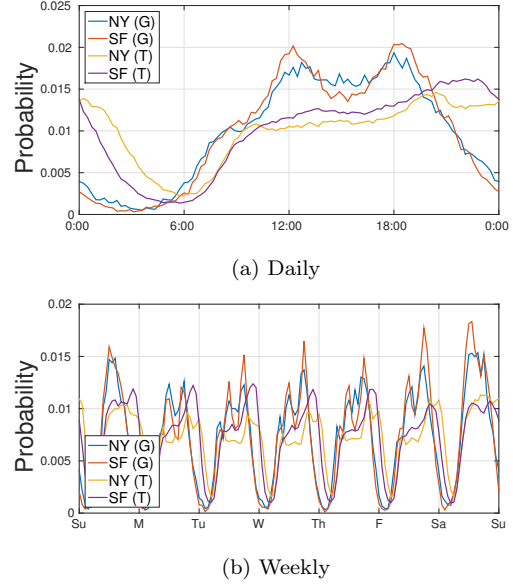 0.025
0.02
0.015
0.01
0.005
0
Probability
NY (G)
SF (G)
NY (T)
SF (T)
0:00 6:00 12:00 18:00 0:00
(a) Daily
0.02
0.015
0.01
0.005
0
Probability
NY (G)
SF (G)
NY (T)
SF (T)
Su M Tu W Th F Sa Su
(b) Weekly